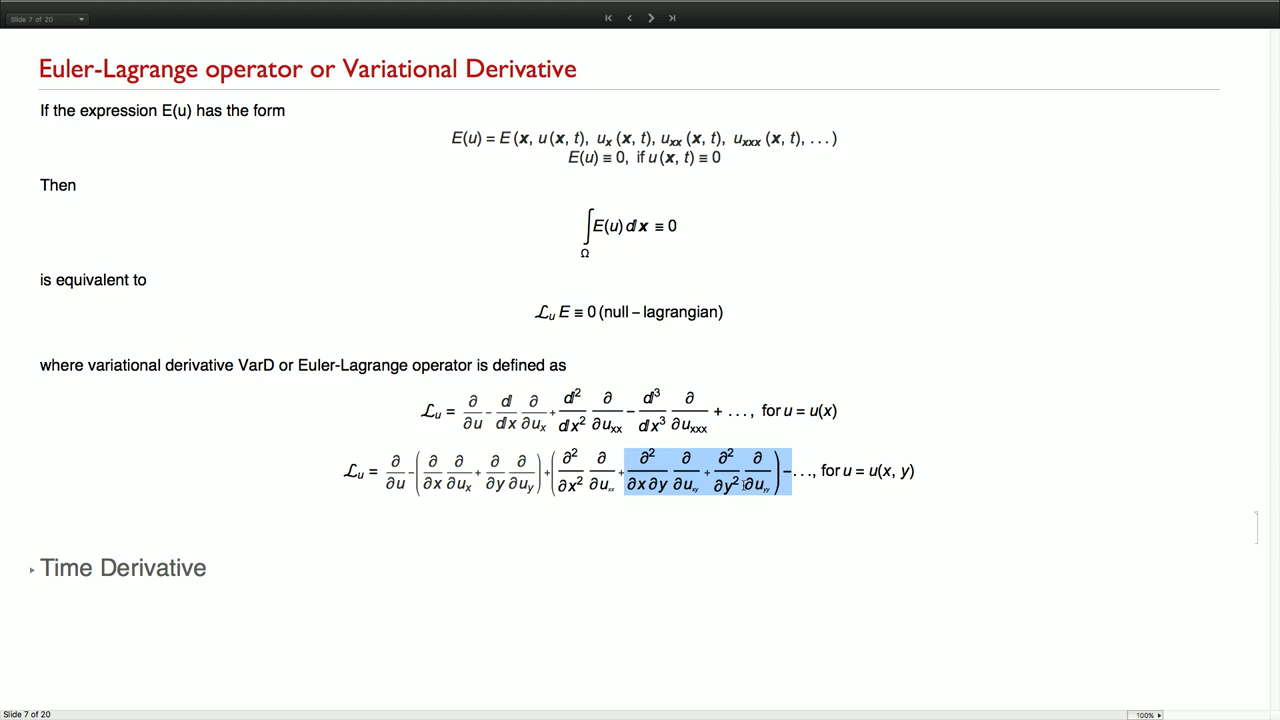 Slide 7 of 20
Euler-Lagrange operator or Variational Derivative
If the expression E(u) has the form
E(u) = E (x, u (x, t), u_x (x, t), u_xx (x, t), u_xxx (x, t), . . . )
E(u) ≡ 0, if u (x, t) ≡ 0
Then
∫_Ω E(u) ⅆx ≡ 0
is equivalent to
ℒ_u E ≡ 0 (null – lagrangian)
where variational derivative VarD or Euler-Lagrange operator is defined as
ℒ_u = ∂/∂u − ⅆ/ⅆx ∂/∂u_x + ⅆ²/ⅆx² ∂/∂u_xx − ⅆ³/ⅆx³ ∂/∂u_xxx + . . . , for u = u(x)
ℒ_u = ∂/∂u − (∂/∂x ∂/∂u_x + ∂/∂y ∂/∂u_y) + (∂²/∂x² ∂/∂u_xx + ∂²/∂x∂y ∂/∂u_xy + ∂²/∂y² ∂/∂u_yy) − . . . , for u = u(x, y)
Time Derivative
Slide 7 of 20
100%